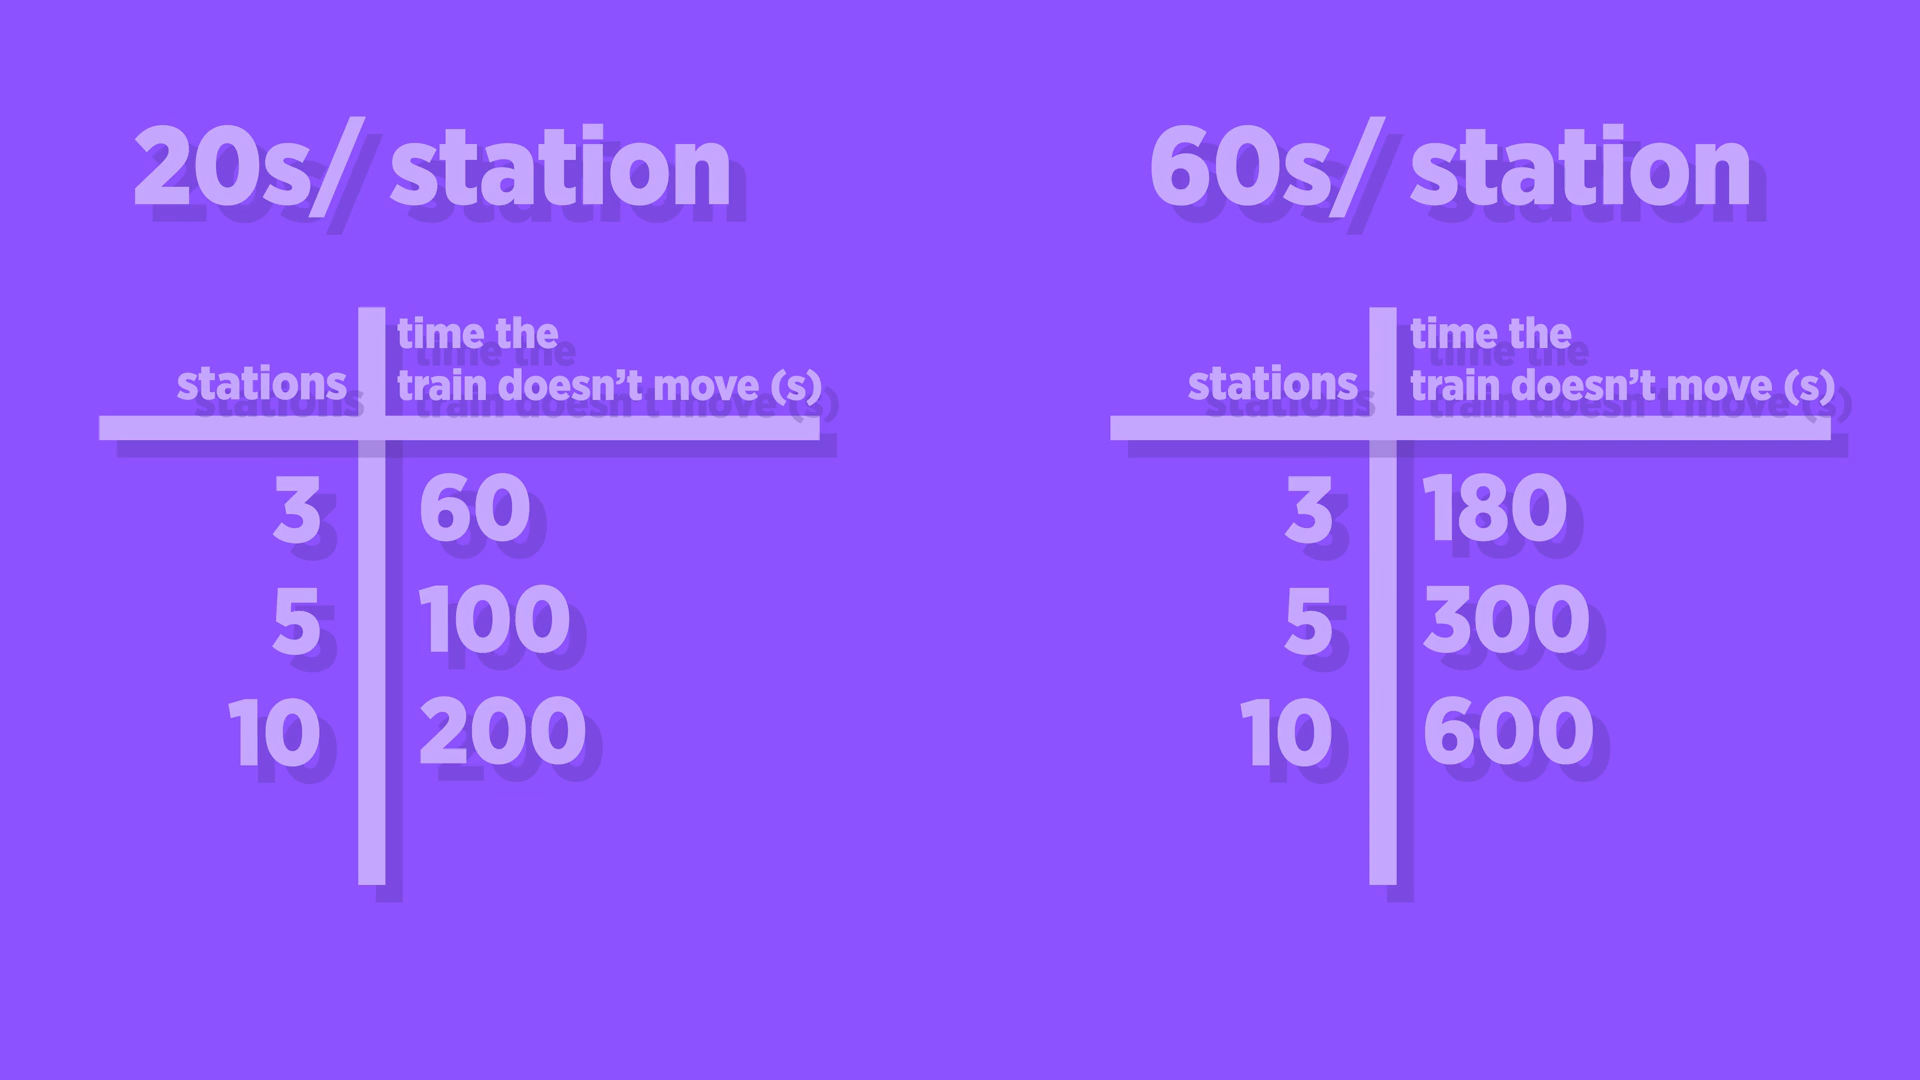 20s/ station
time the
stations train doesn’t move (s)
3 60
5 100
10 200
60s/ station
time the
stations train doesn’t move (s)
3 180
5 300
10 600